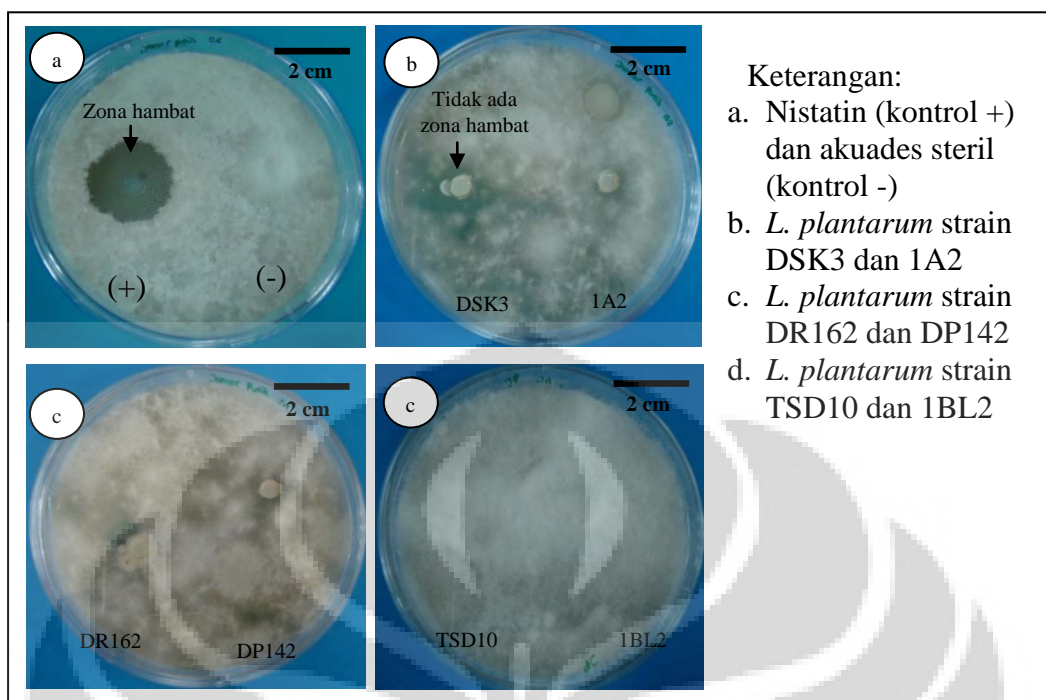 a
2 cm
Zona hambat
(+)
(-)
b
2 cm
Tidak ada
zona hambat
DSK3
1A2
c
2 cm
DR162
DP142
c
2 cm
TSD10
1BL2
Keterangan:
a. Nistatin (kontrol +)
dan akuades steril
(kontrol -)
b. L. plantarum strain
DSK3 dan 1A2
c. L. plantarum strain
DR162 dan DP142
d. L. plantarum strain
TSD10 dan 1BL2